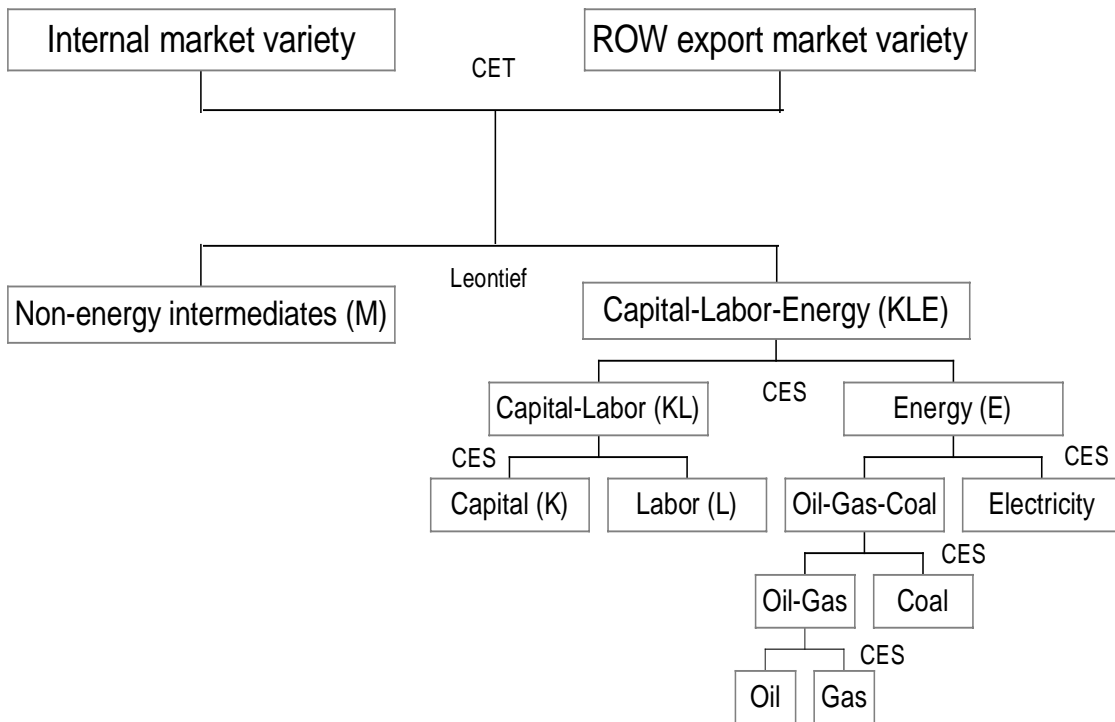 Internal market variety
ROW export market variety
CET
Leontief
Non-energy intermediates (M)
Capital-Labor-Energy (KLE)
CES
Capital-Labor (KL)
Energy (E)
CES
CES
Capital (K)
Labor (L)
Oil-Gas-Coal
Electricity
CES
Oil-Gas
Coal
CES
Oil
Gas